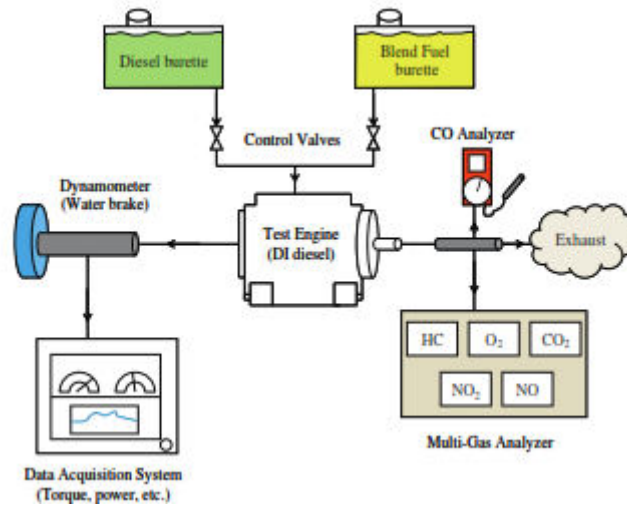 Diesel burette
Blend Fuel
burette
Control Valves
CO Analyzer
Dynamometer
(Water brake)
Test Engine
(DI diesel)
Exhaust
HC
O₂
CO₂
NO₂
NO
Multi-Gas Analyzer
Data Acquisition System
(Torque, power, etc.)